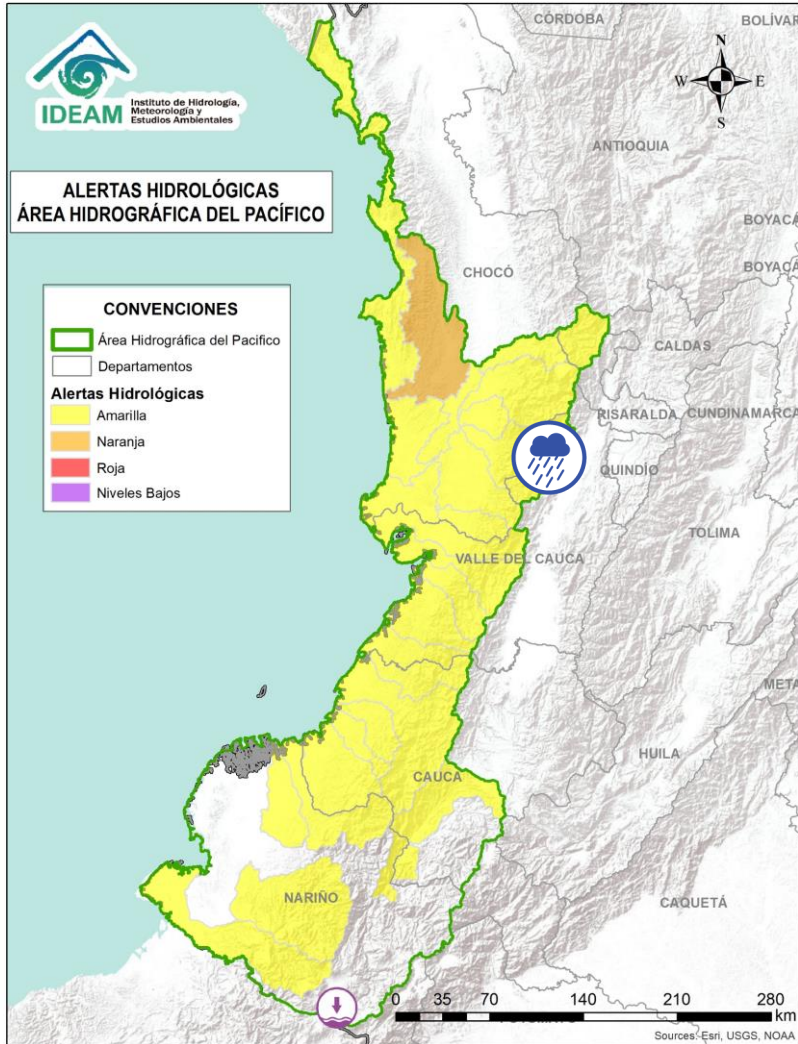 CÓRDOBA
BOLÍVAR
N
W E
S
IDEAM
Instituto de Hidrología,
Meteorología y
Estudios Ambientales
ANTIOQUIA
ALERTAS HIDROLÓGICAS
ÁREA HIDROGRÁFICA DEL PACÍFICO
BOYACÁ
BOYACÁ
CHOCÓ
CONVENCIONES
Área Hidrográfica del Pacífico
Departamentos
Alertas Hidrológicas
Amarilla
Naranja
Roja
Niveles Bajos
CALDAS
RISARALDA
CUNDINAMARCA
QUINDÍO
TOLIMA
VALLE DEL CAUCA
META
HUILA
CAUCA
NARIÑO
CAQUETÁ
0 35 70 140 210 280
km
Sources: Esri, USGS, NOAA